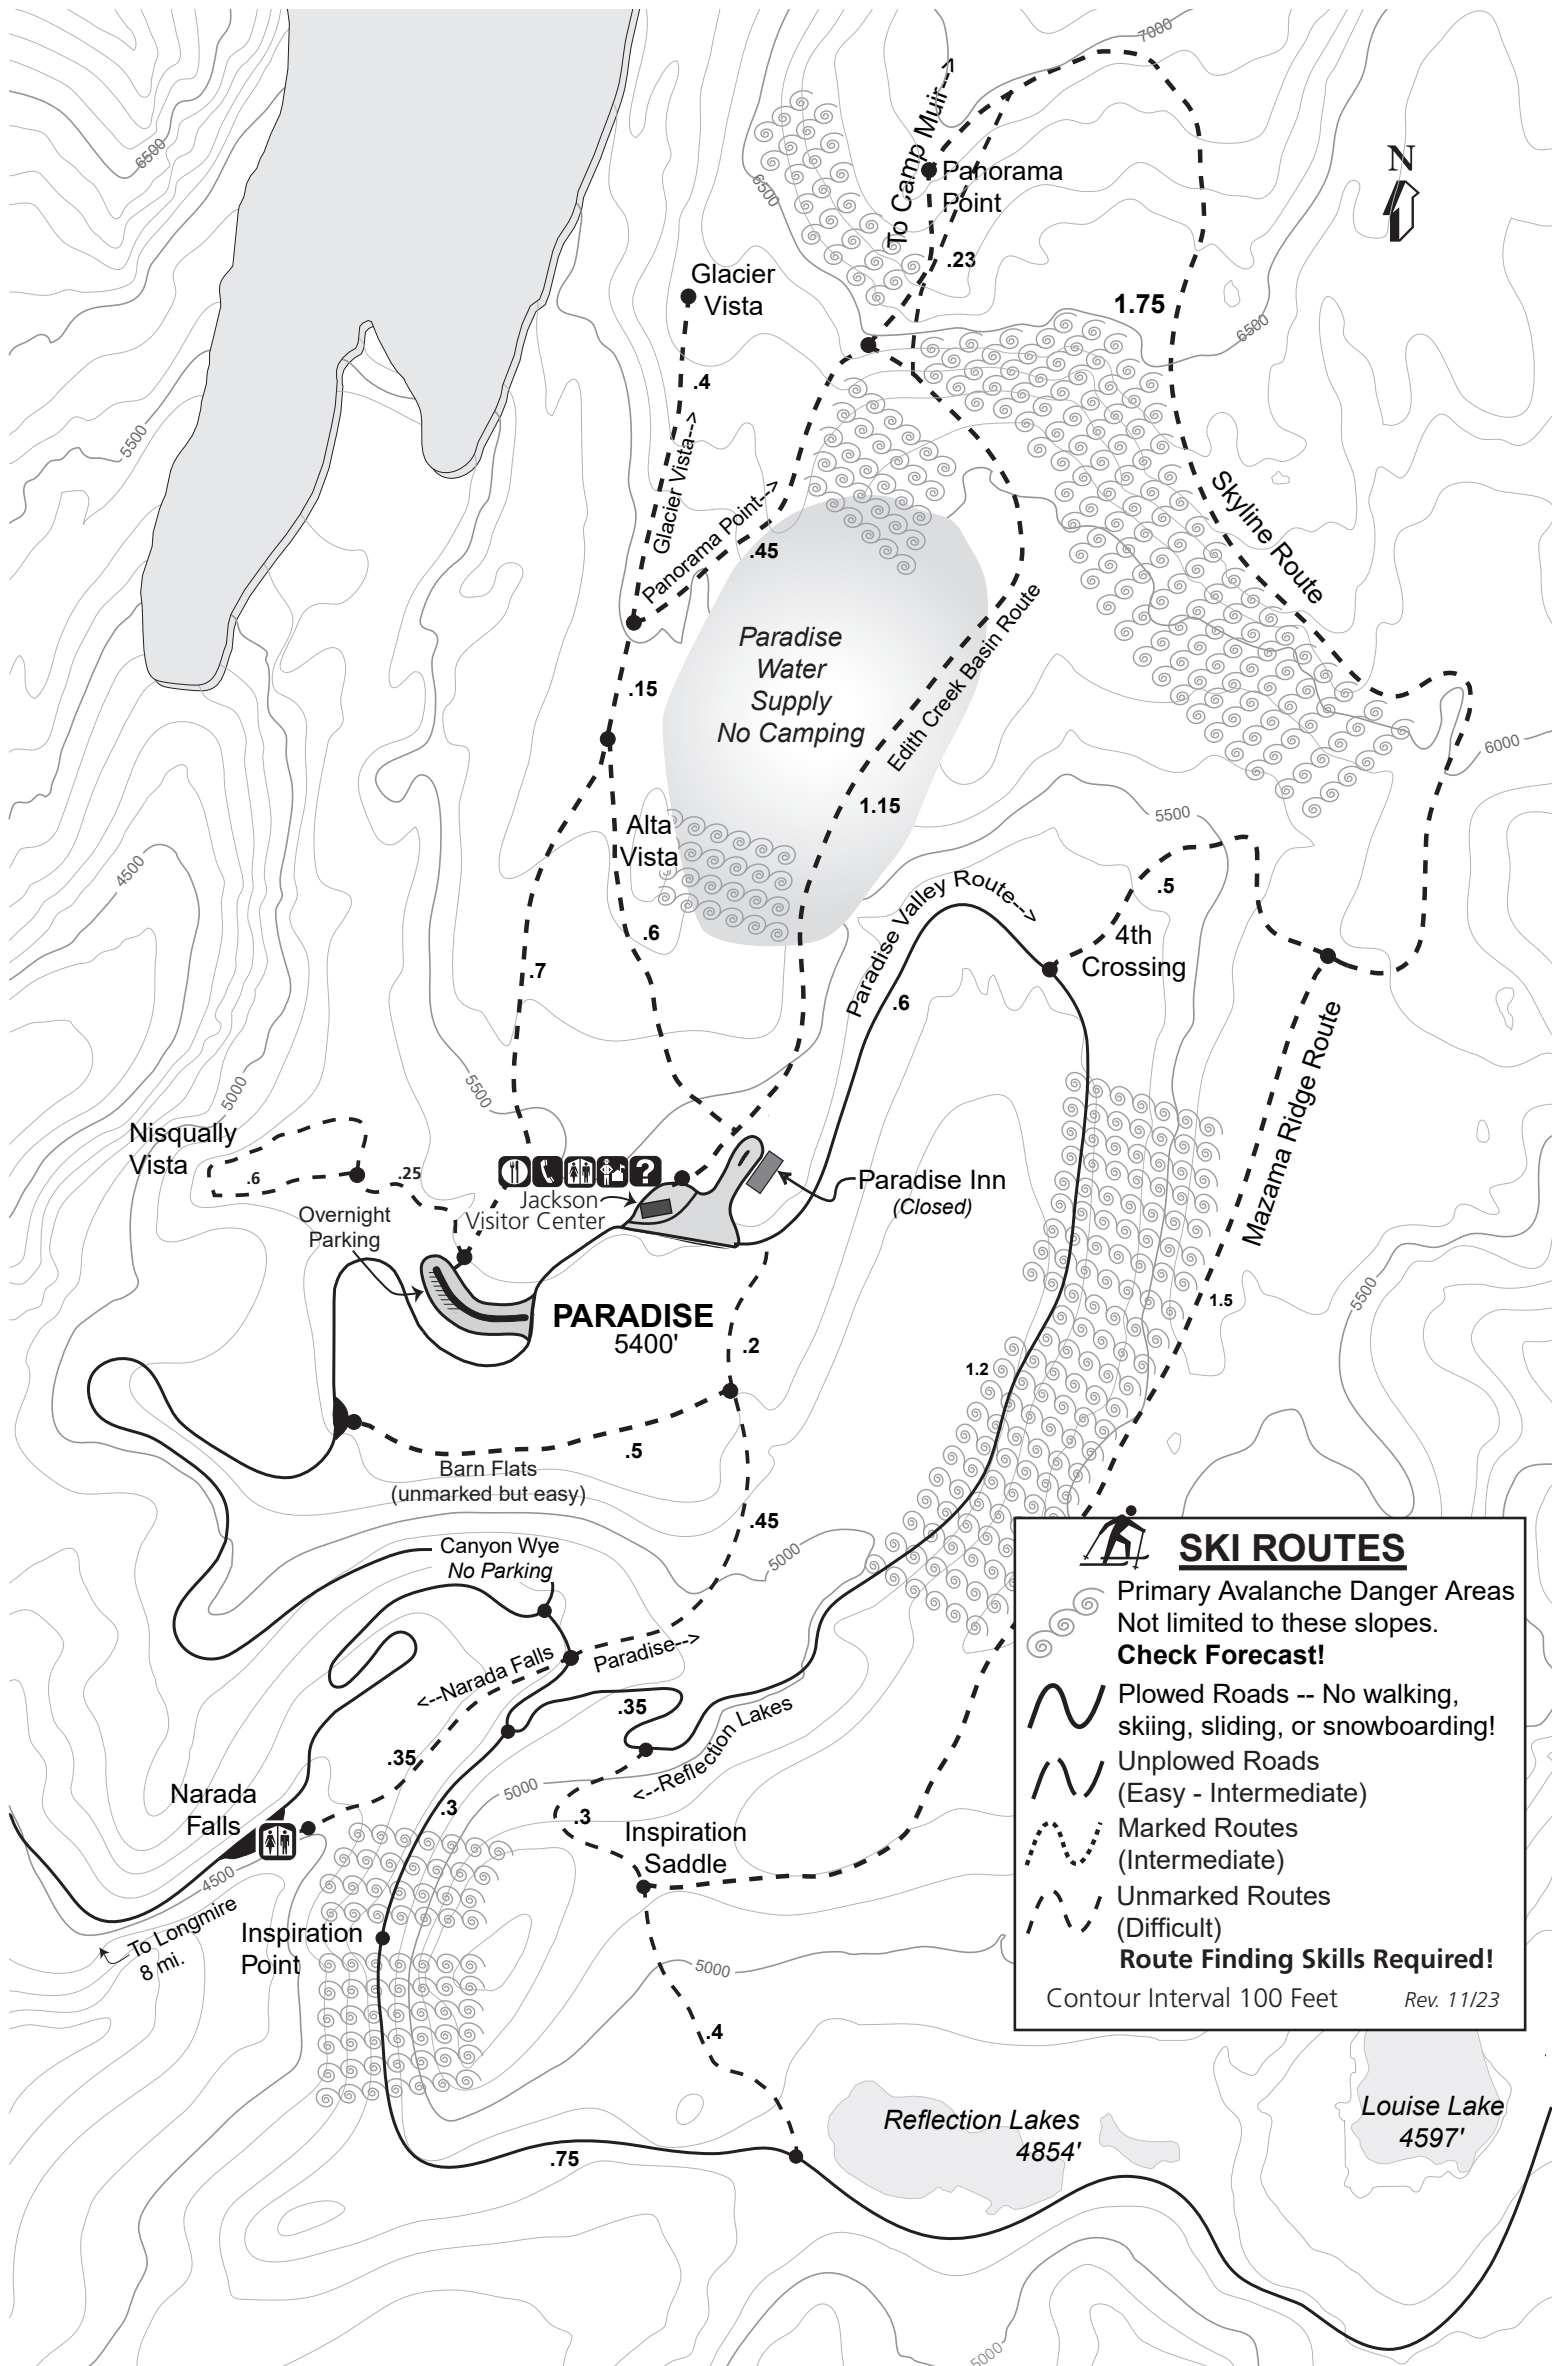 7000
6500
To Camp Muir-->
N
Panorama
Point
6500
.23
Glacier
Vista
1.75
6500
.4
5500
Glacier Vista-->
Panorama Point-->
.45
Skyline Route
Paradise
Water
Supply
No Camping
Edith Creek Basin Route
.15
6000
1.15
5500
Alta
Vista
4500
Paradise Valley Route-->
.5
.6
4th
Crossing
.7
.6
Mazama Ridge Route
5500
5000
Nisqually
Vista
.6
.25
?
Jackson
Visitor Center
Paradise Inn
(Closed)
Overnight
Parking
5500
1.5
PARADISE
5400'
.2
1.2
.5
Barn Flats
(unmarked but easy)
.45
Canyon Wye
No Parking
5000
SKI ROUTES
Primary Avalanche Danger Areas
Not limited to these slopes.
Check Forecast!
Plowed Roads -- No walking,
skiing, sliding, or snowboarding!
Unplowed Roads
(Easy - Intermediate)
Marked Routes
(Intermediate)
Unmarked Routes
(Difficult)
Route Finding Skills Required!
Contour Interval 100 Feet
Rev. 11/23
<--Narada Falls
Paradise-->
.35
<--Reflection Lakes
.35
5000
Narada
Falls
.3
.3
Inspiration
Saddle
4500
To Longmire
8 mi.
Inspiration
Point
5000
.4
Reflection Lakes
4854'
Louise Lake
4597'
.75
5000